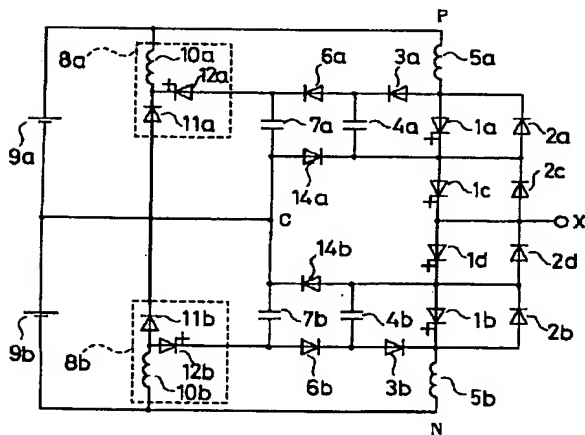 P
8a 10a 12a 6a 3a 5a
9a 11a 7a 4a 1a 2a
14a 2c
C 1c X
14b 1d 2d
11b 7b 4b
9b 8b 12b 6b 3b 1b 2b
10b 5b
N